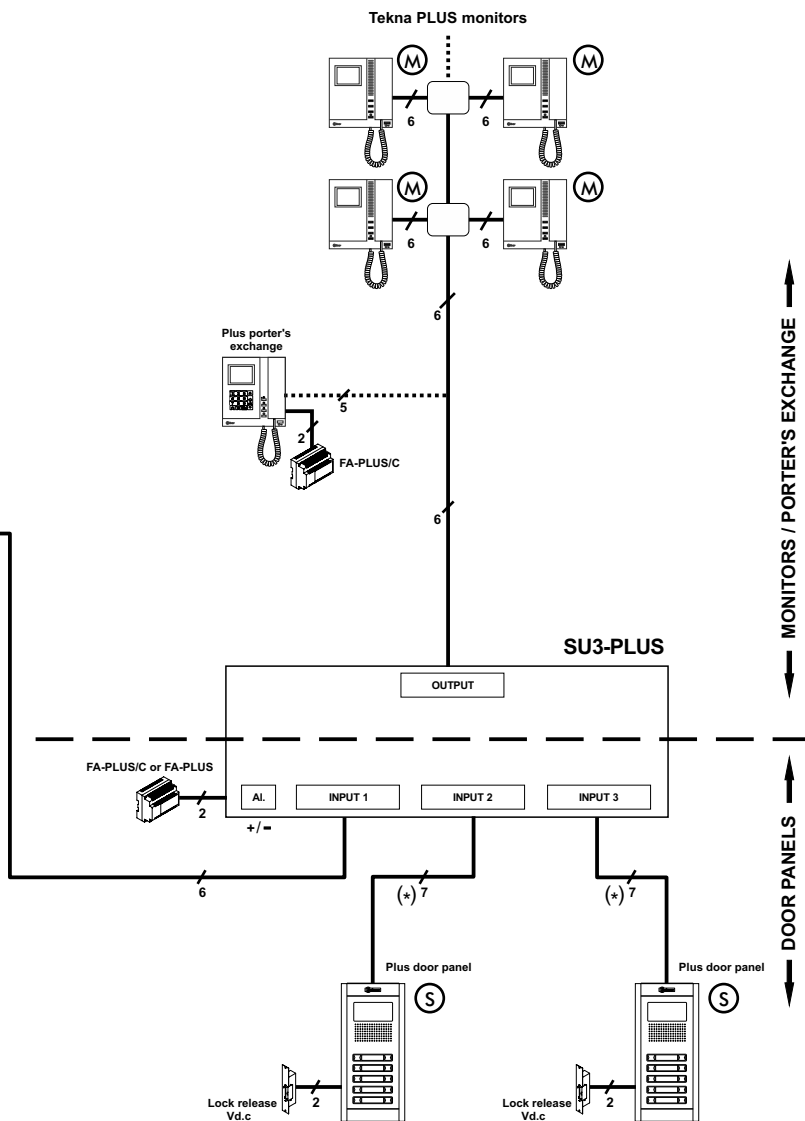 Tekna PLUS monitors
M
M
6
6
M
M
6
6
6
Plus porter's
exchange
5
2
FA-PLUS/C
6
MONITORS / PORTER'S EXCHANGE
SU3-PLUS
OUTPUT
FA-PLUS/C or FA-PLUS
2
AI.
INPUT 1
INPUT 2
INPUT 3
+/-
DOOR PANELS
6
(*) 7
(*) 7
Plus door panel
S
Plus door panel
S
Lock release
Vd.c
2
Lock release
Vd.c
2